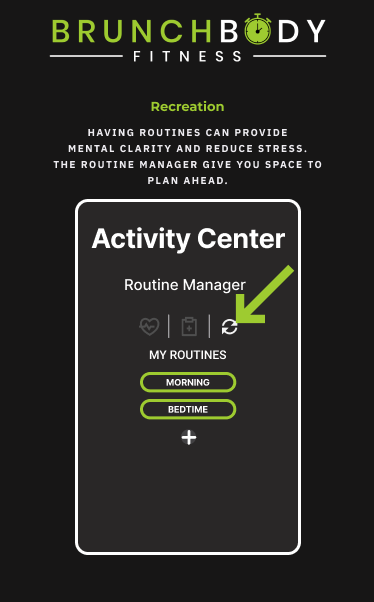 BRUNCHBODY
FITNESS
Recreation
HAVING ROUTINES CAN PROVIDE
MENTAL CLARITY AND REDUCE STRESS.
THE ROUTINE MANAGER GIVE YOU SPACE TO
PLAN AHEAD.
Activity Center
Routine Manager
MY ROUTINES
MORNING
BEDTIME